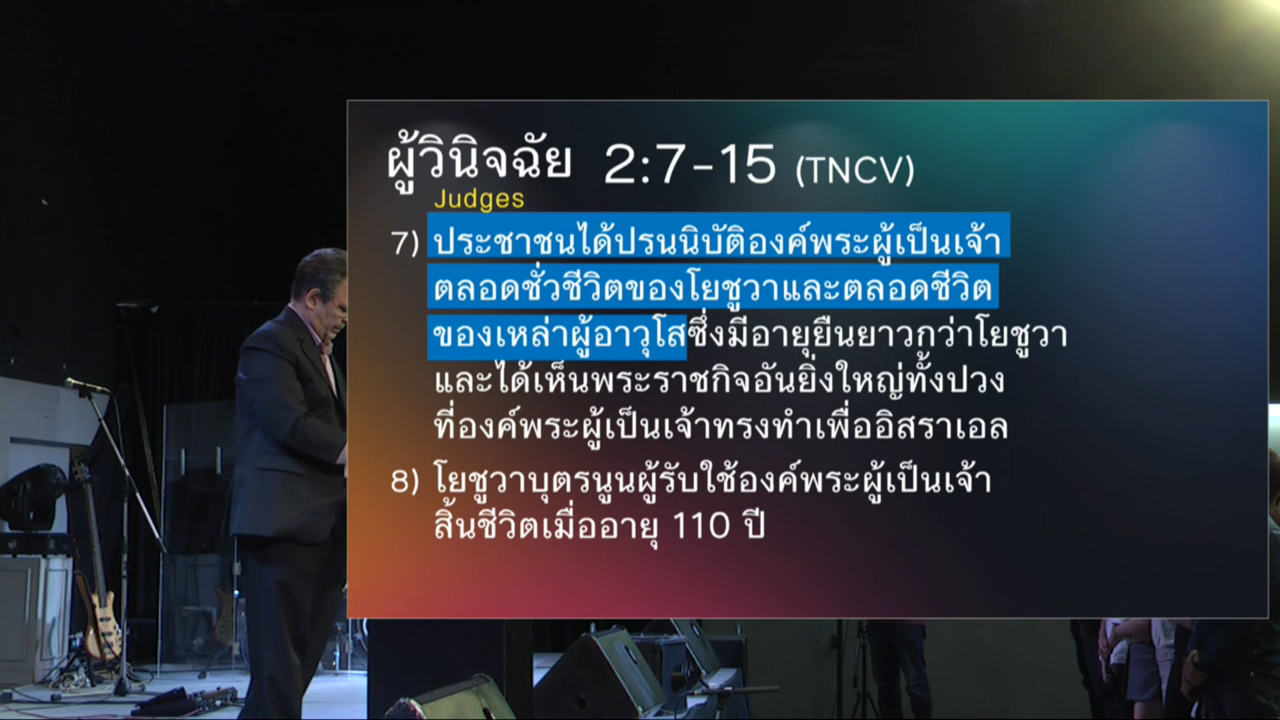 ผู้วินิจฉัย 2:7-15 (TNCV)
Judges
7) ประชาชนได้ปรนนิบัติองค์พระผู้เป็นเจ้า
ตลอดชั่วชีวิตของโยชูวาและตลอดชีวิต
ของเหล่าผู้อาวุโสซึ่งมีอายุยืนยาวกว่าโยชูวา
และได้เห็นพระราชกิจอันยิ่งใหญ่ทั้งปวง
ที่องค์พระผู้เป็นเจ้าทรงทำเพื่ออิสราเอล
8) โยชูวาบุตรนูนผู้รับใช้องค์พระผู้เป็นเจ้า
สิ้นชีวิตเมื่ออายุ 110 ปี